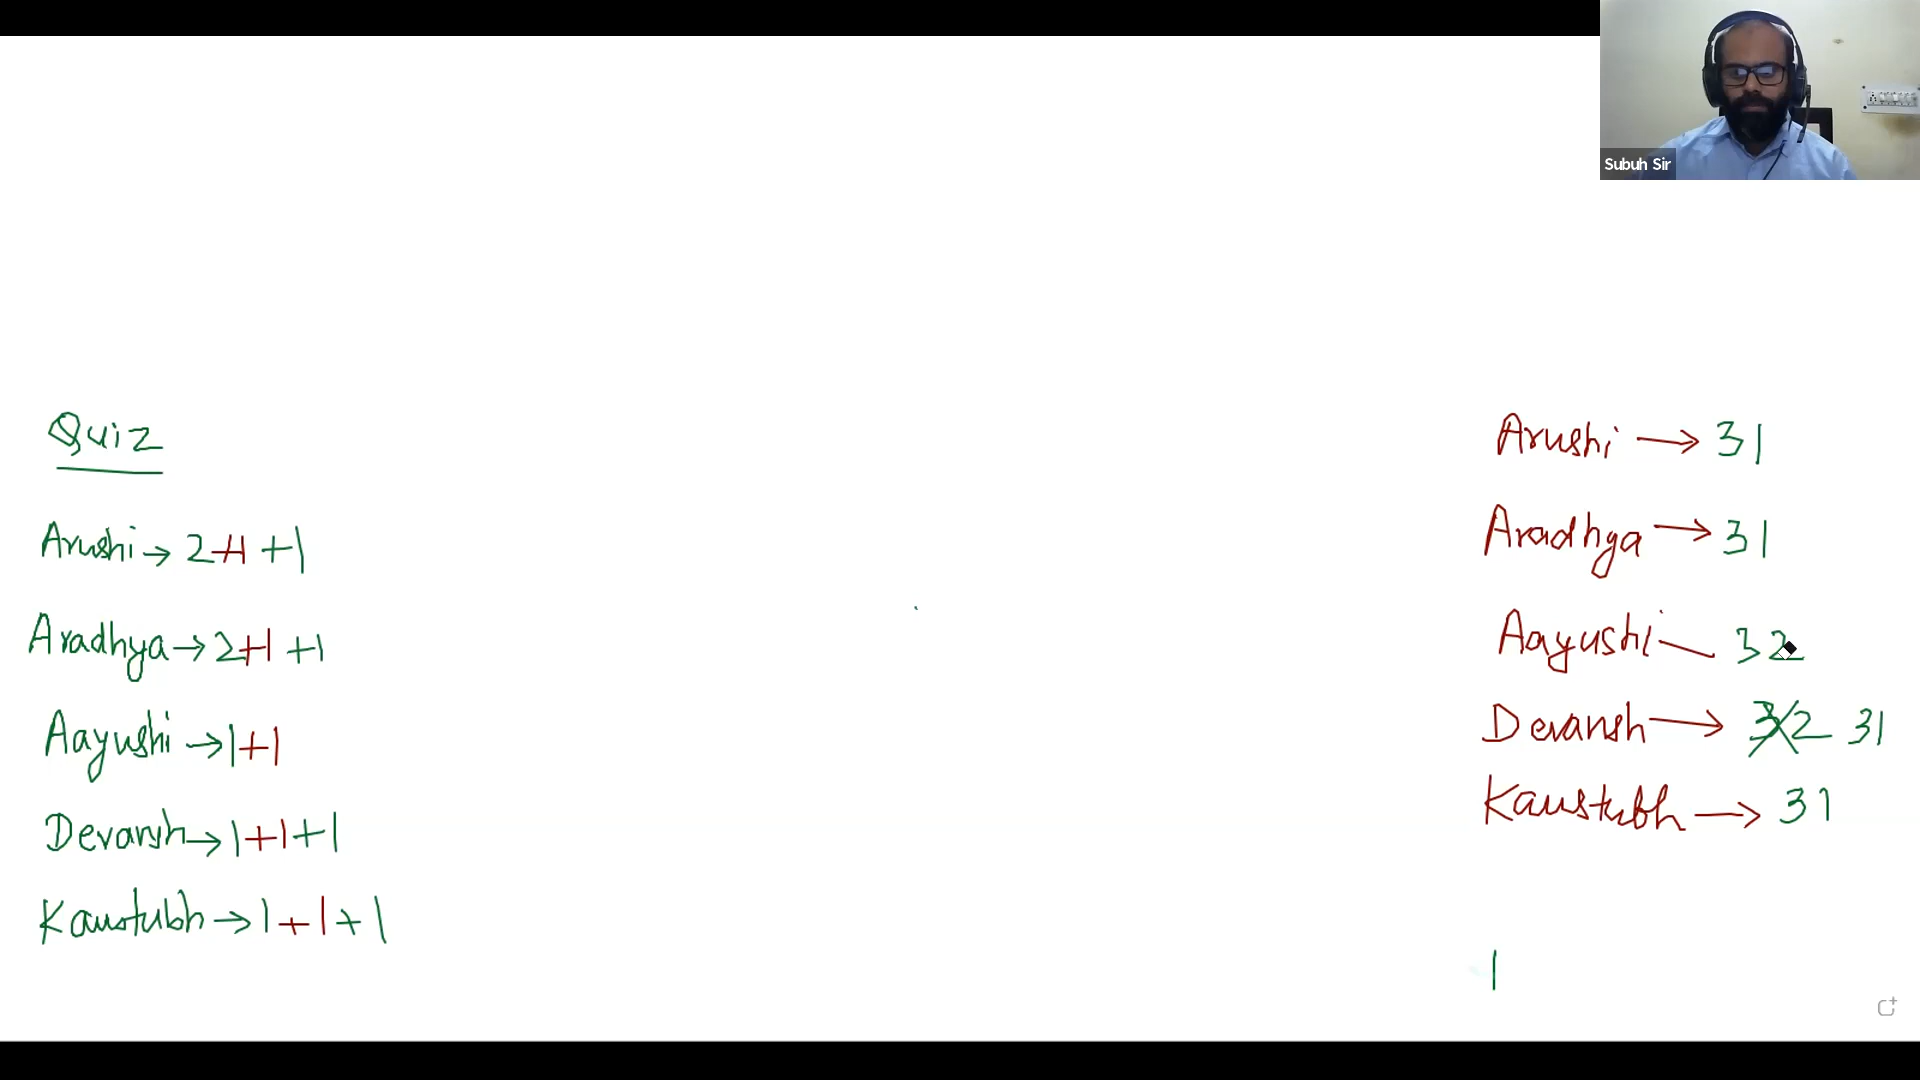 Subuh Sir
Quiz
Arushi → 2+1 +1
Aradhya → 2+1 +1
Aayushi → 1+1
Devansh → 1+1+1
Kaustubh → 1+1+1
Arushi → 31
Aradhya → 31
Aayushi — 32
Devansh → 32 31
Kaustubh → 31
1